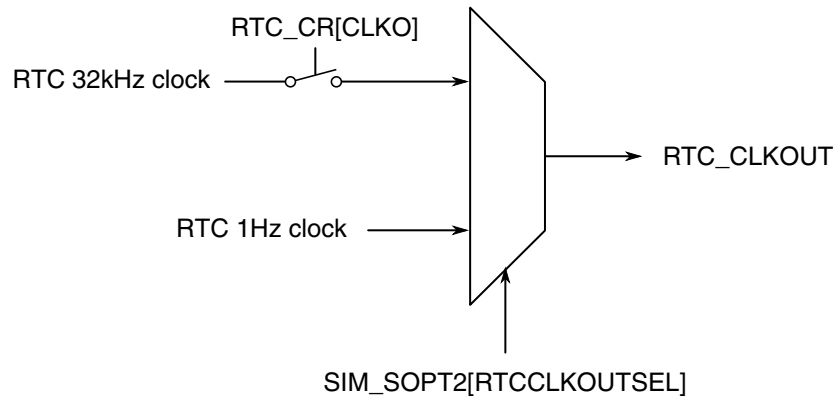 RTC_CR[CLKO]
RTC 32kHz clock
RTC_CLKOUT
RTC 1Hz clock
SIM_SOPT2[RTCCLKOUTSEL]